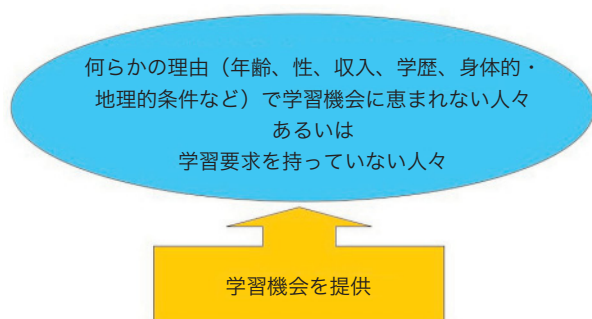 何らかの理由（年齢、性、収入、学歴、身体的・
地理的条件など）で学習機会に恵まれない人々
あるいは
学習要求を持っていない人々
学習機会を提供